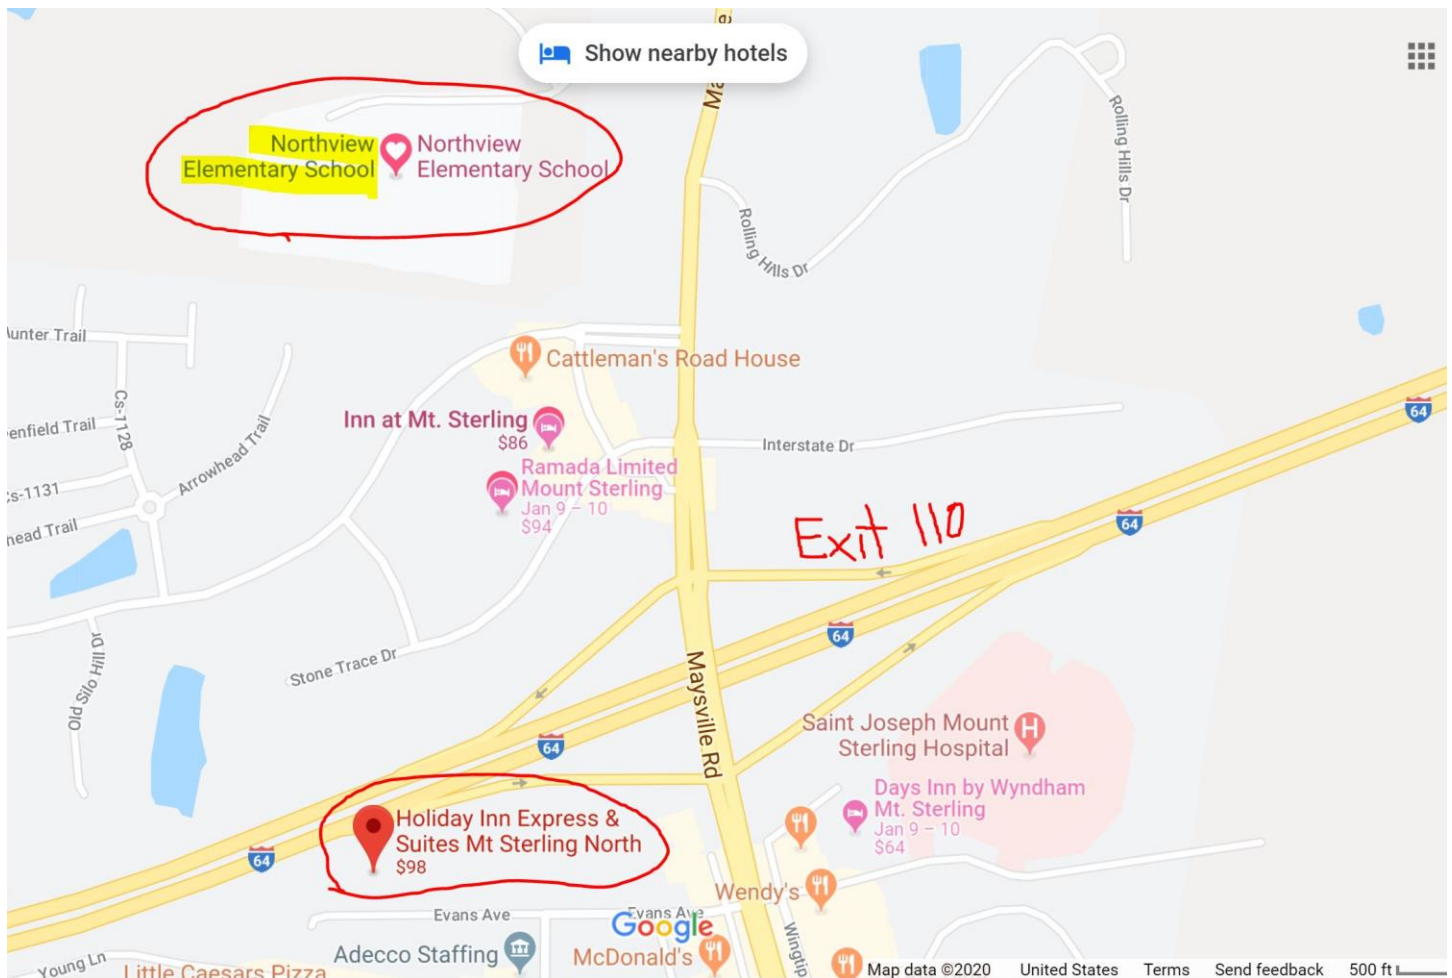 Show nearby hotels
Northview
Elementary School
Northview
Elementary School
Rolling Hills Dr
Rolling Hills Dr
unter Trail
Cattleman's Road House
Cs-7128
enfield Trail
Arrowhead Trail
Inn at Mt. Sterling
$86
Interstate Dr
Ramada Limited
Mount Sterling
Jan 9 – 10
$94
64
Cs-1131
head Trail
Exit 110
64
64
Old Silo Hill Dr
Stone Trace Dr
Maysville Rd
Saint Joseph Mount
Sterling Hospital
H
64
Days Inn by Wyndham
Mt. Sterling
Jan 9 – 10
$64
Holiday Inn Express &
Suites Mt Sterling North
$98
64
Wendy's
Evans Ave
Evans Ave
Google
Adecco Staffing
McDonald's
Wingtip
Young Ln
Little Caesars Pizza
Map data ©2020 United States Terms Send feedback 500 ft